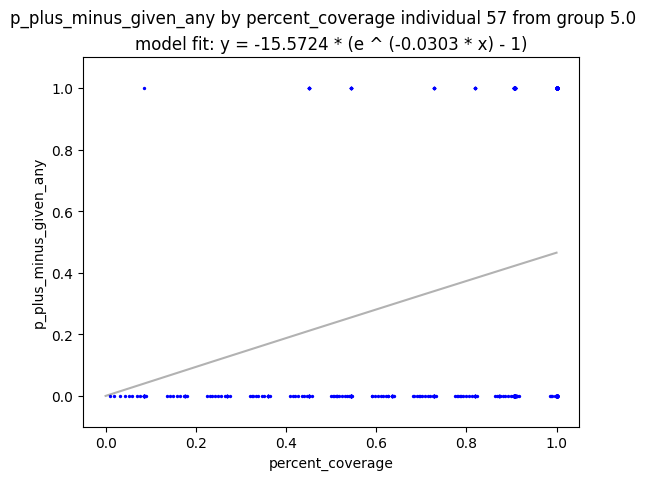 p_plus_minus_given_any by percent_coverage individual 57 from group 5.0
model fit: y = -15.5724 * (e ^ (-0.0303 * x) - 1)
1.0
0.8
0.6
0.4
0.2
0.0
p_plus_minus_given_any
0.0 0.2 0.4 0.6 0.8 1.0
percent_coverage